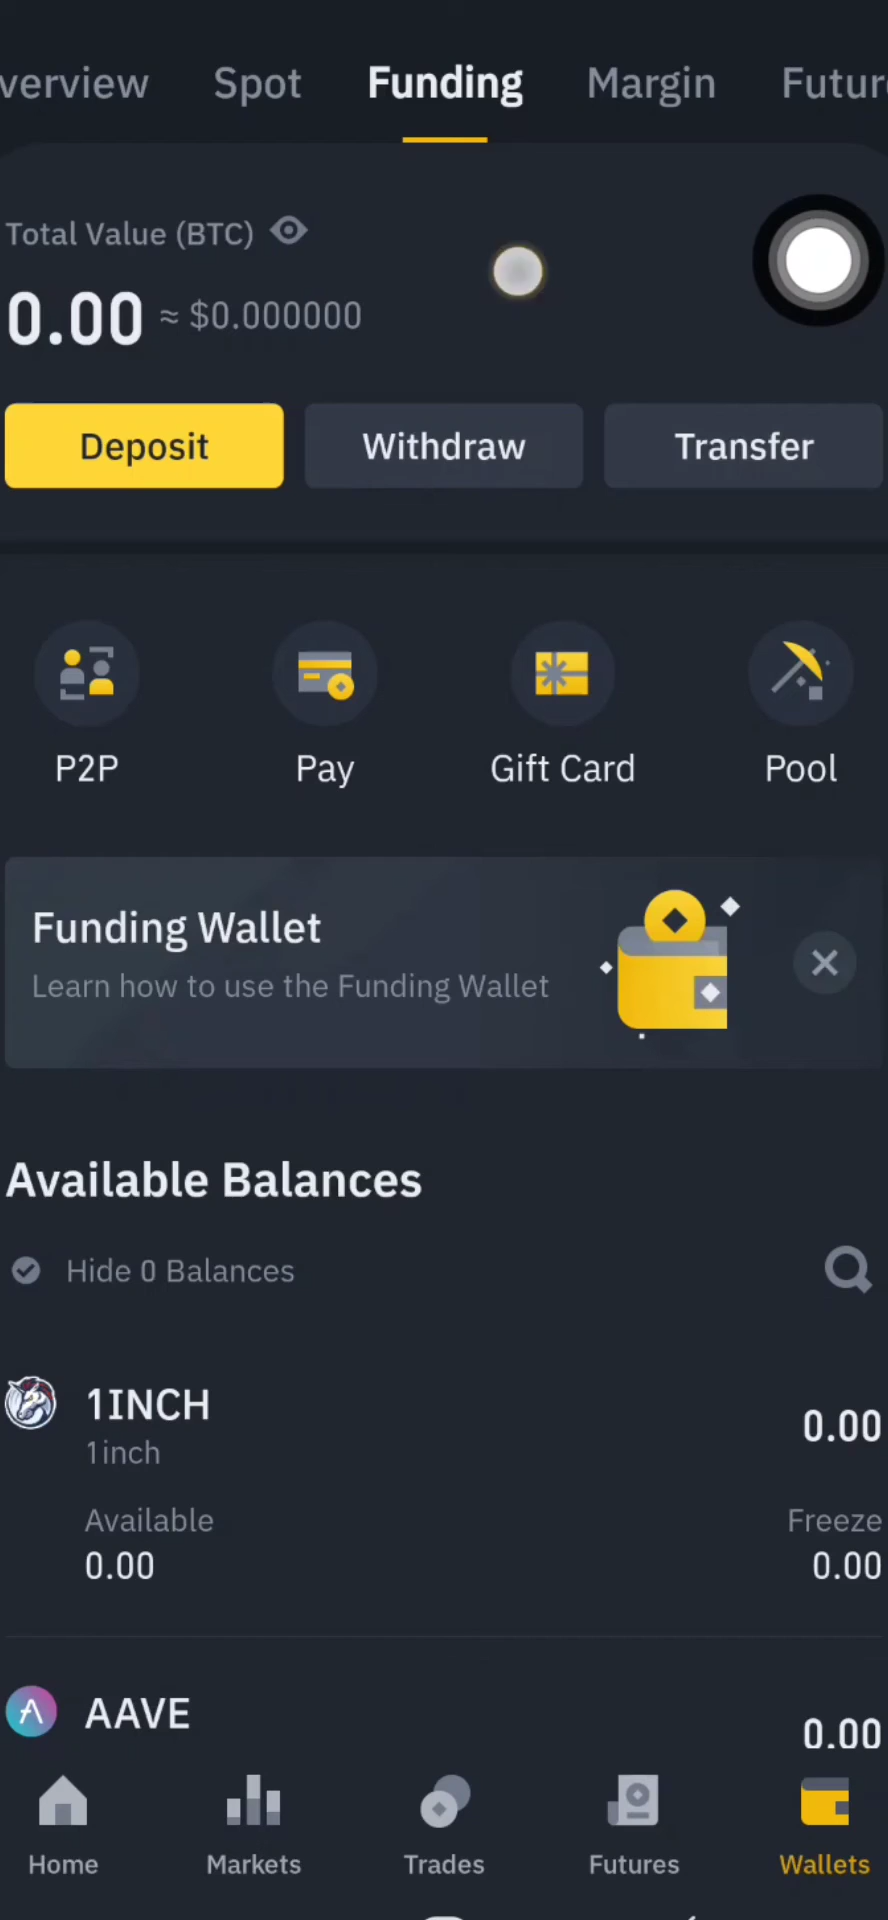 verview Spot Funding Margin Futur
Total Value (BTC)
0.00 ≈ $0.000000
Deposit Withdraw Transfer
P2P Pay Gift Card Pool
Funding Wallet
Learn how to use the Funding Wallet
Available Balances
Hide 0 Balances
1INCH 0.00
1inch
Available Freeze
0.00 0.00
AAVE 0.00
Home Markets Trades Futures Wallets